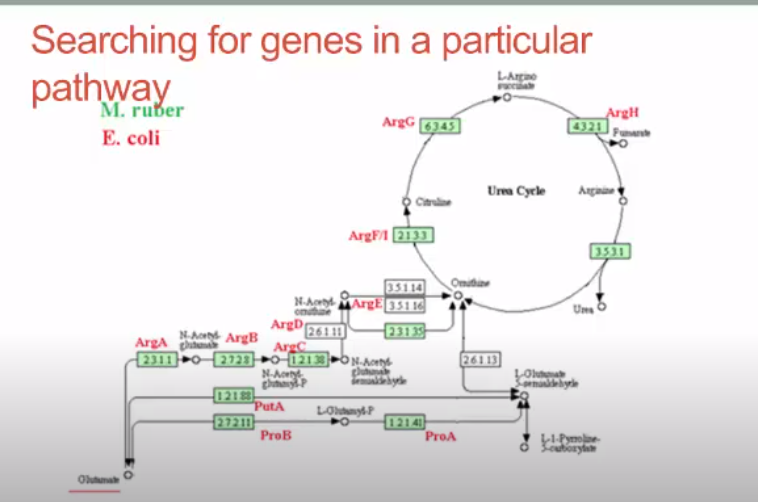 Searching for genes in a particular
pathway
M. ruber
E. coli
L-Argino
succinate
ArgG
6.3.4.5
4.3.2.1
ArgH
Fumarate
Urea Cycle
Citrulline
Arginine
ArgF/I
2.1.3.3
3.5.3.1
Ornithine
Urea
N-Acetyl-
ornithine
3.5.1.14
ArgE
3.5.1.16
ArgD
2.6.1.11
2.3.1.35
ArgA
N-Acetyl-
glutamate
ArgB
ArgC
2.3.1.1
2.7.2.8
1.2.1.38
N-Acetyl-
glutamyl-P
N-Acetyl-
glutamate
semialdehyde
2.6.1.13
L-Glutamate
5-semialdehyde
1.2.1.88
PutA
L-Glutamyl-P
2.7.2.11
1.2.1.41
ProB
ProA
L-1-Pyrroline-
5-carboxylate
Glutamate